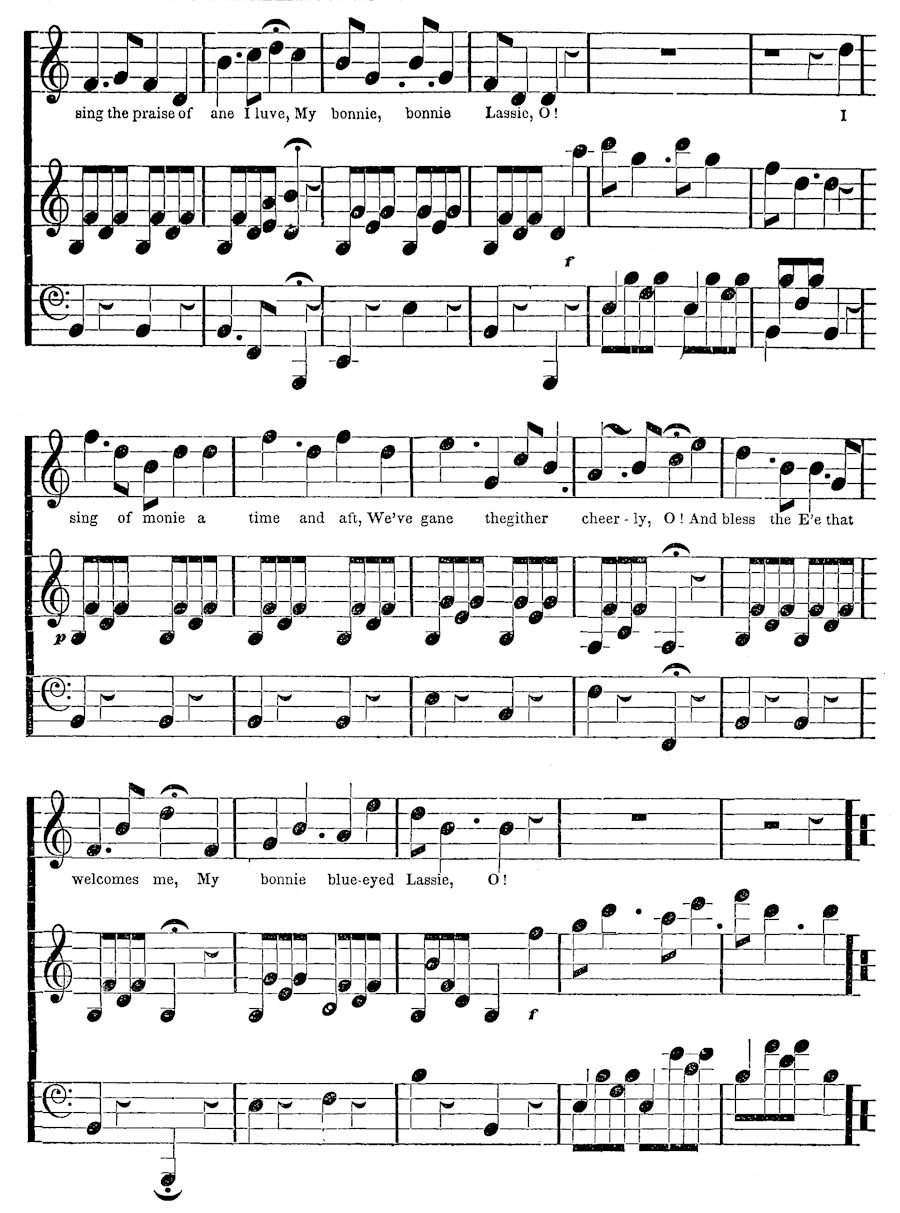 sing the praise of ane I luve, My bonnie, bonnie Lassie, O! I
f
sing of monie a time and aft, We've gane thegither cheer-ly, O! And bless the E'e that
p
welcomes me, My bonnie blue-eyed Lassie, O!
f